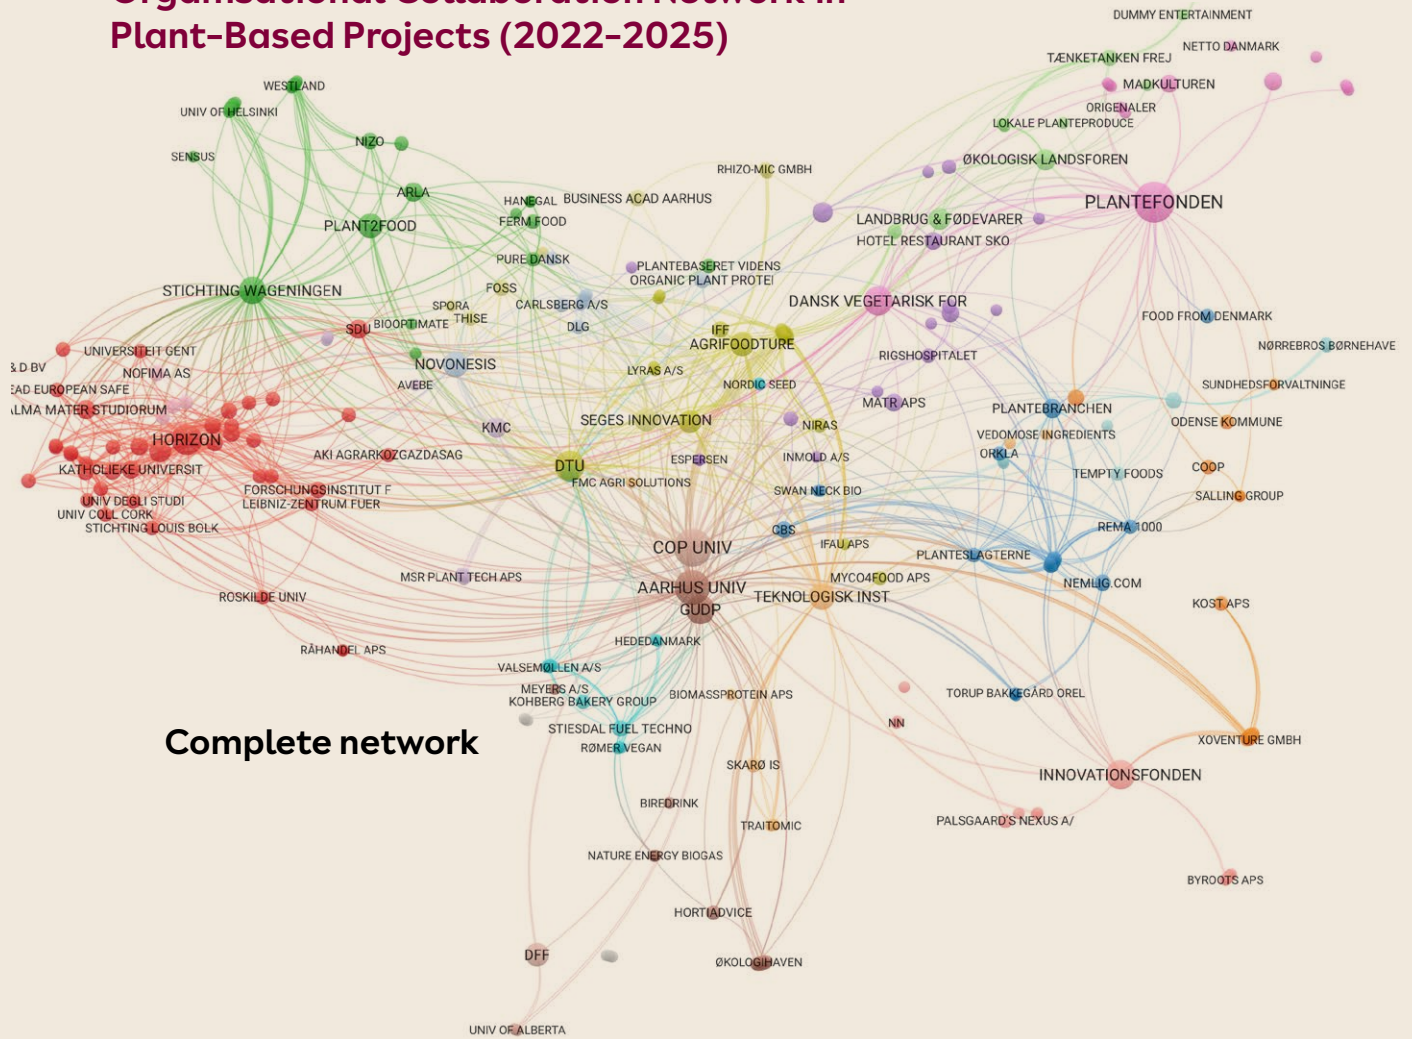 Organisational Collaboration Network in
Plant-Based Projects (2022-2025)
DUMMY ENTERTAINMENT
NETTO DANMARK
TÆNKETANKEN FREJ
WESTLAND
MADKULTUREN
UNIV OF HELSINKI
ORIGENALER
LOKALE PLANTEPRODUCE
NIZO
SENSUS
ØKOLOGISK LANDSFOREN
RHIZO-MIC GMBH
ARLA
HANEGAL
BUSINESS ACAD AARHUS
PLANTEFONDEN
PLANT2FOOD
FERM FOOD
LANDBRUG & FØDEVARER
HOTEL RESTAURANT SKO
PURE DANSK
PLANTEBASERET VIDENS
ORGANIC PLANT PROTEI
STICHTING WAGENINGEN
FOSS
SPORA
CARLSBERG A/S
DANSK VEGETARISK FOR
THISE
BIOOPTIMATE
SDU
DLG
IFF
AGRIFOODTURE
FOOD FROM DENMARK
UNIVERSITEIT GENT
NOVONESIS
RIGSHOSPITALET
NØRREBROS BØRNEHAVE
& D BV
NOFIMA AS
AVEBE
LYRAS A/S
NORDIC SEED
SUNDHEDSFORVALTNINGE
EAD EUROPEAN SAFE
ALMA MATER STUDIORUM
MATR APS
PLANTEBRANCHEN
KMC
SEGES INNOVATION
NIRAS
ODENSE KOMMUNE
HORIZON
VEDOMOSE INGREDIENTS
AKI AGRARKOZGAZDASAG
ESPERSEN
INMOLD A/S
ORKLA
KATHOLIEKE UNIVERSIT
DTU
TEMPTY FOODS
COOP
FMC AGRI SOLUTIONS
FORSCHUNGSINSTITUT F
SWAN NECK BIO
SALLING GROUP
UNIV DEGLI STUDI
LEIBNIZ-ZENTRUM FUER
UNIV COLL CORK
STICHTING LOUIS BOLK
CBS
REMA 1000
COP UNIV
IFAU APS
PLANTESLAGTERNE
MSR PLANT TECH APS
MYCO4FOOD APS
NEMLIG.COM
AARHUS UNIV
TEKNOLOGISK INST
ROSKILDE UNIV
GUDP
KOST APS
HEDEDANMARK
RÅHANDEL APS
VALSEMØLLEN A/S
MEYERS A/S
BIOMASSPROTEIN APS
TORUP BAKKEGÅRD OREL
KOHBERG BAKERY GROUP
NN
STIESDAL FUEL TECHNO
Complete network
RØMER VEGAN
XOVENTURE GMBH
SKARØ IS
INNOVATIONSFONDEN
BIREDRINK
TRAITOMIC
PALSGAARD'S NEXUS A/
NATURE ENERGY BIOGAS
BYROOTS APS
HORTIADVICE
DFF
ØKOLOGIHAVEN
UNIV OF ALBERTA